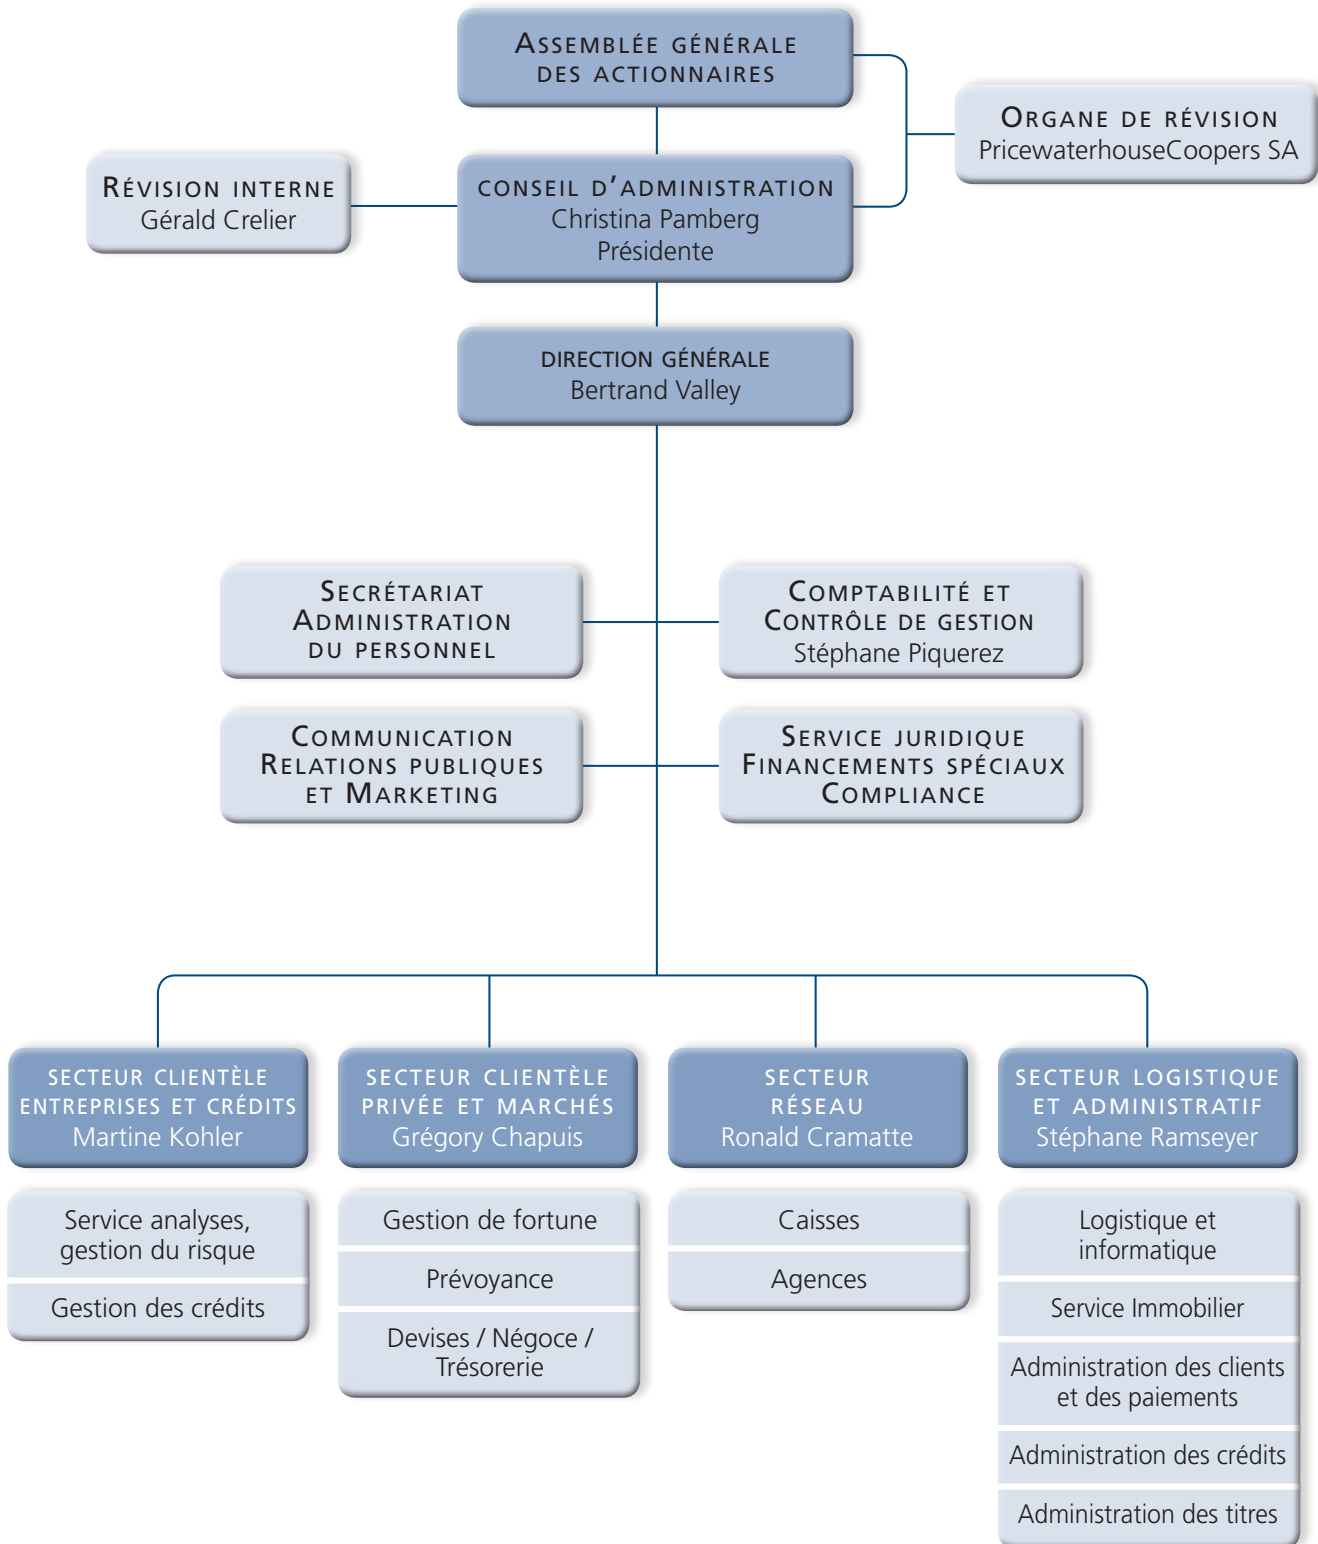 ASSEMBLÉE GÉNÉRALE
DES ACTIONNAIRES
ORGANE DE RÉVISION
PricewaterhouseCoopers SA
RÉVISION INTERNE
Gérald Crelier
CONSEIL D'ADMINISTRATION
Christina Pamberg
Présidente
DIRECTION GÉNÉRALE
Bertrand Valley
SECRÉTARIAT
ADMINISTRATION
DU PERSONNEL
COMPTABILITÉ ET
CONTRÔLE DE GESTION
Stéphane Piquerez
COMMUNICATION
RELATIONS PUBLIQUES
ET MARKETING
SERVICE JURIDIQUE
FINANCEMENTS SPÉCIAUX
COMPLIANCE
SECTEUR CLIENTÈLE
ENTREPRISES ET CRÉDITS
Martine Kohler
Service analyses,
gestion du risque
Gestion des crédits
SECTEUR CLIENTÈLE
PRIVÉE ET MARCHÉS
Grégory Chapuis
Gestion de fortune
Prévoyance
Devises / Négoce /
Trésorerie
SECTEUR
RÉSEAU
Ronald Cramatte
Caisses
Agences
SECTEUR LOGISTIQUE
ET ADMINISTRATIF
Stéphane Ramseyer
Logistique et
informatique
Service Immobilier
Administration des clients
et des paiements
Administration des crédits
Administration des titres